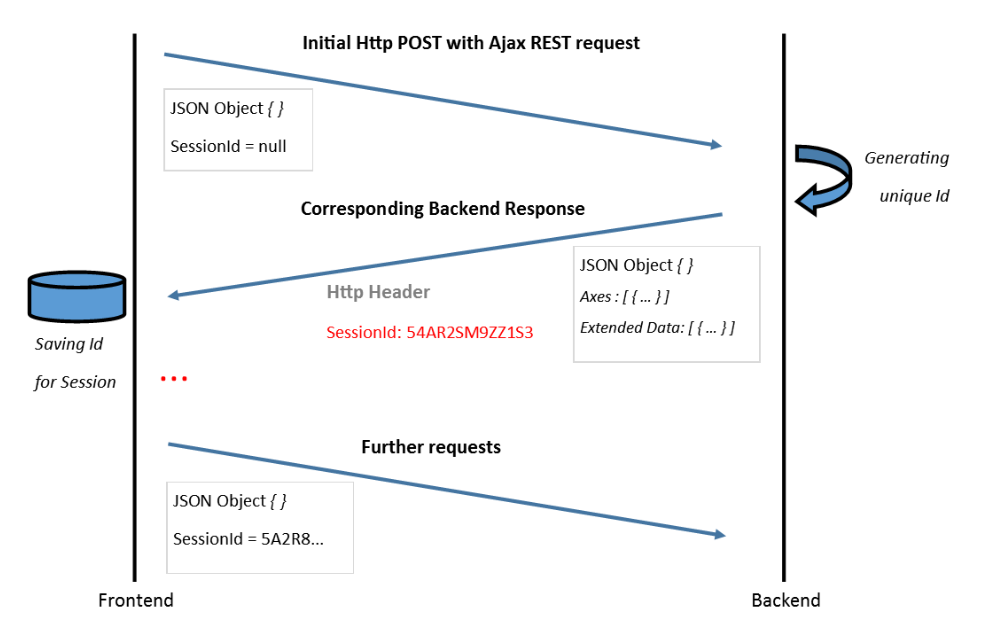 Initial Http POST with Ajax REST request
JSON Object { }
SessionId = null
Generating
unique Id
Corresponding Backend Response
JSON Object { }
Axes : [ { ... } ]
Extended Data: [ { ... } ]
Http Header
SessionId: 54AR2SM9ZZ1S3
Saving Id
for Session
...
Further requests
JSON Object { }
SessionId = 5A2R8...
Frontend
Backend